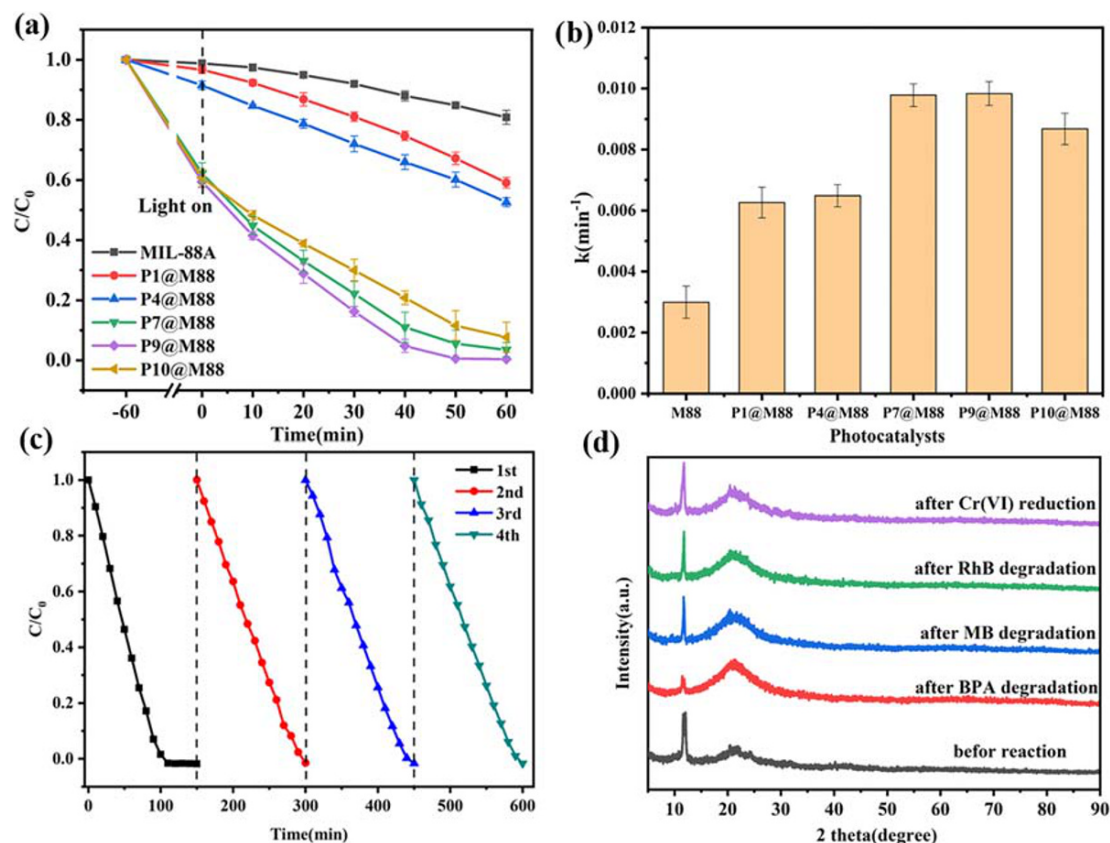 (a)
C/C₀
1.0
0.8
0.6
0.4
0.2
0.0
Light on
MIL-88A
P1@M88
P4@M88
P7@M88
P9@M88
P10@M88
-60 0 10 20 30 40 50 60
Time(min)
(b)
k(min⁻¹)
0.012
0.010
0.008
0.006
0.004
0.002
0.000
M88 P1@M88 P4@M88 P7@M88 P9@M88 P10@M88
Photocatalysts
(c)
C/C₀
1.0
0.8
0.6
0.4
0.2
0.0
1st
2nd
3rd
4th
0 100 200 300 400 500 600
Time(min)
(d)
Intensity(a.u.)
after Cr(VI) reduction
after RhB degradation
after MB degradation
after BPA degradation
befor reaction
10 20 30 40 50 60 70 80 90
2 theta(degree)